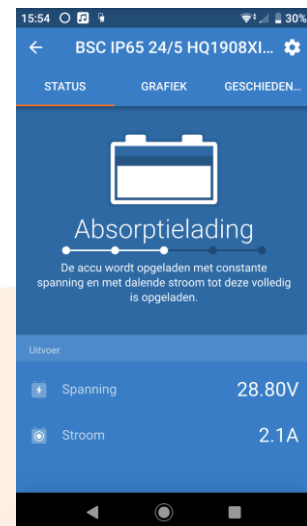 15:54 30%
BSC IP65 24/5 HQ1908XI...
STATUS GRAFIEK GESCHIEDEN...
Absorptielading
De accu wordt opgeladen met constante
spanning en met dalende stroom tot deze volledig
is opgeladen.
Uitvoer
Spanning 28.80V
Stroom 2.1A